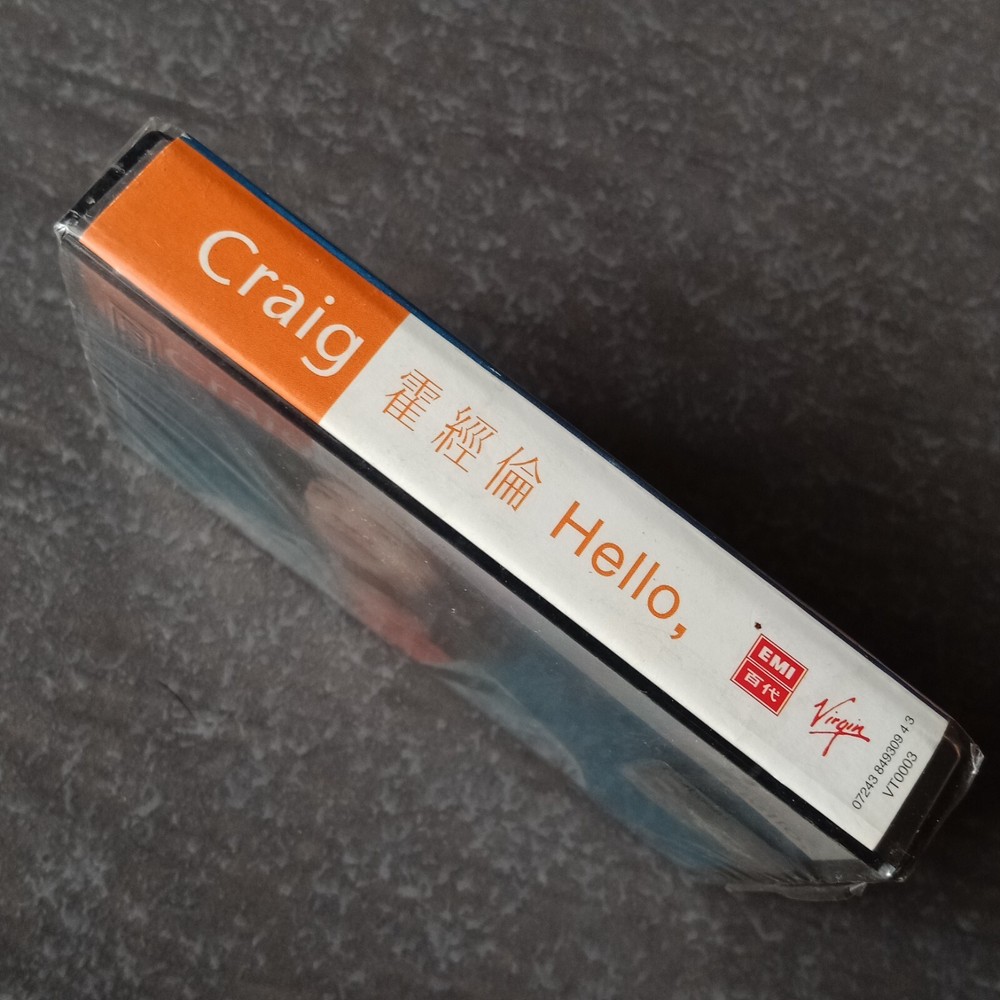 Craig
霍經倫 Hello,
EMI
百代
Virgin
07243 849309 4 3
VT0003